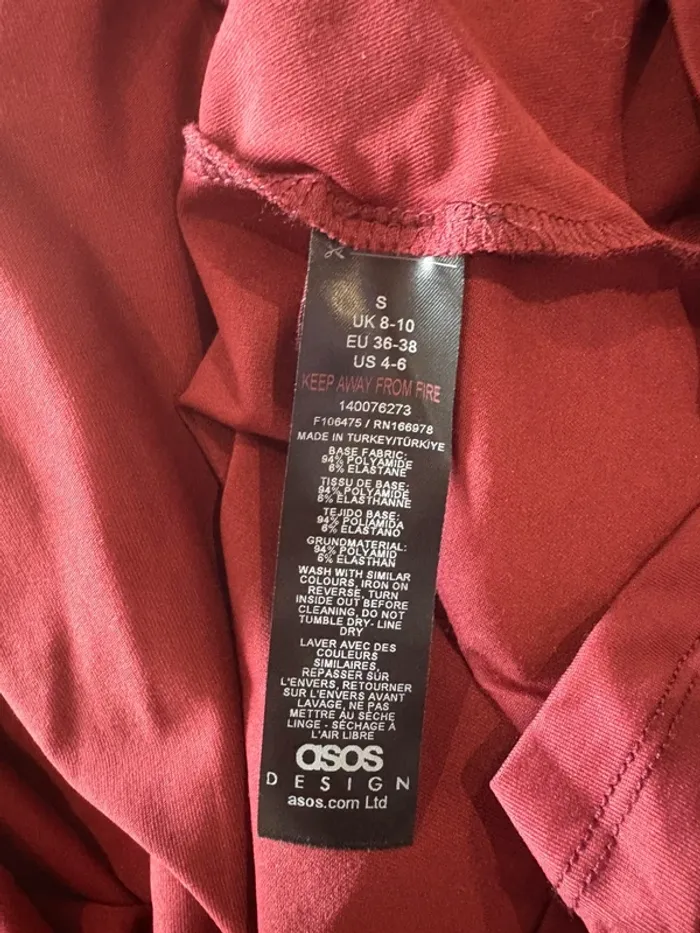 S
UK 8-10
EU 36-38
US 4-6
KEEP AWAY FROM FIRE
140076273
F106475 / RN166978
MADE IN TURKEY/TÜRKİYE
BASE FABRIC:
94% POLYAMIDE
6% ELASTANE
TISSU DE BASE:
94% POLYAMIDE
6% ELASTHANNE
TEJIDO BASE:
94% POLIAMIDA
6% ELASTANO
GRUNDMATERIAL:
94% POLYAMID
6% ELASTHAN
WASH WITH SIMILAR
COLOURS, IRON ON
REVERSE, TURN
INSIDE OUT BEFORE
CLEANING, DO NOT
TUMBLE DRY- LINE
DRY
LAVER AVEC DES
COULEURS
SIMILAIRES,
REPASSER SUR
L'ENVERS, RETOURNER
SUR L'ENVERS AVANT
LAVAGE, NE PAS
METTRE AU SÈCHE
LINGE - SÉCHAGE À
L'AIR LIBRE
asos
DESIGN
asos.com Ltd